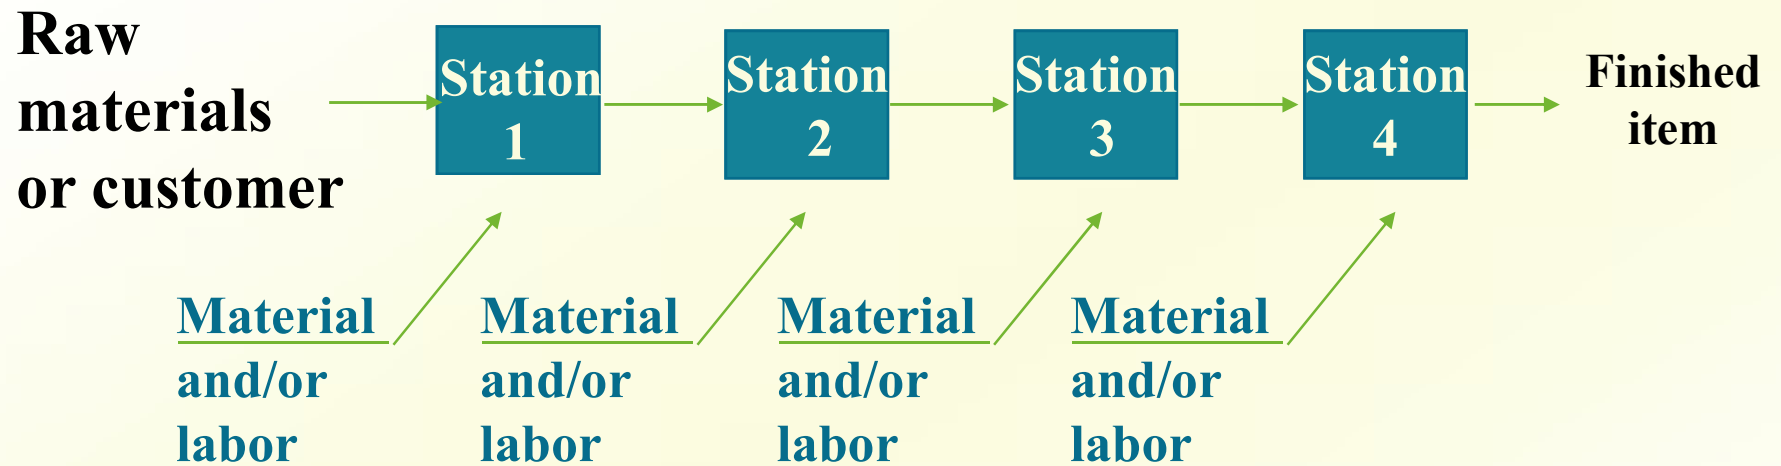 Raw
materials
or customer
Station
1
Station
2
Station
3
Station
4
Finished
item
Material
and/or
labor
Material
and/or
labor
Material
and/or
labor
Material
and/or
labor